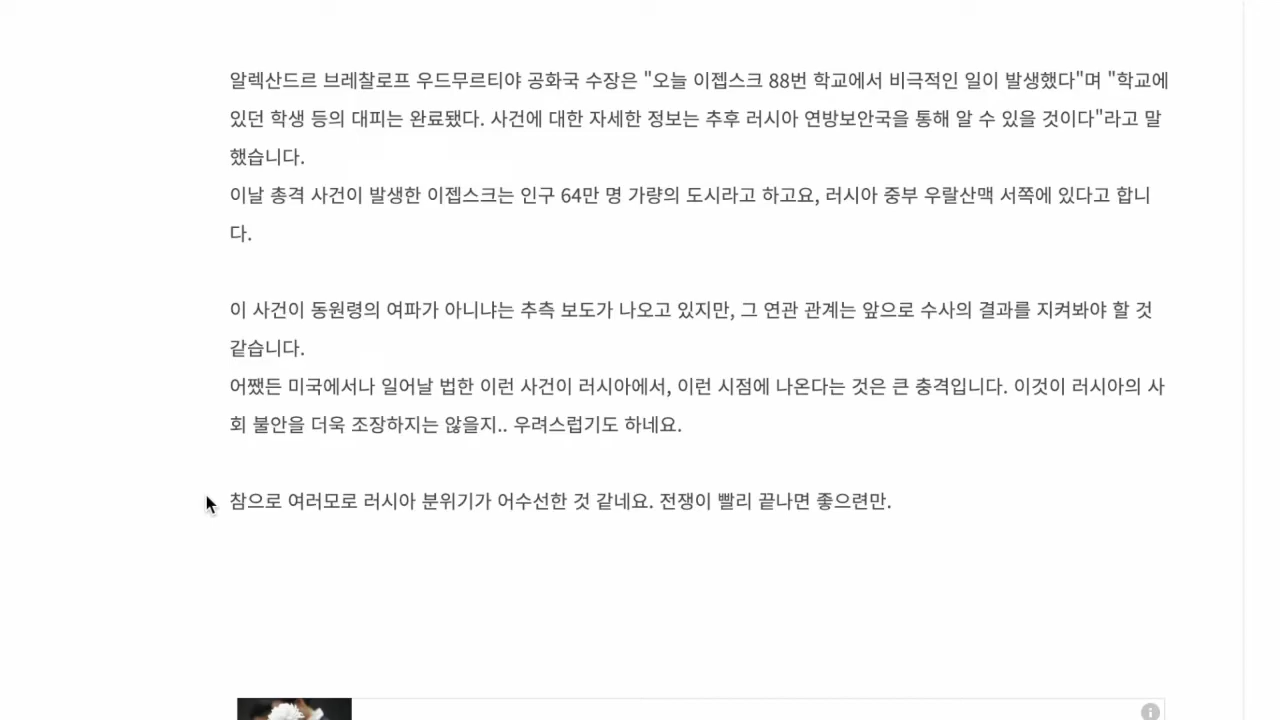 알렉산드르 브레찰로프 우드무르티야 공화국 수장은 "오늘 이젭스크 88번 학교에서 비극적인 일이 발생했다"며 "학교에
있던 학생 등의 대피는 완료됐다. 사건에 대한 자세한 정보는 추후 러시아 연방보안국을 통해 알 수 있을 것이다"라고 말
했습니다.
이날 총격 사건이 발생한 이젭스크는 인구 64만 명 가량의 도시라고 하고요, 러시아 중부 우랄산맥 서쪽에 있다고 합니
다.
이 사건이 동원령의 여파가 아니냐는 추측 보도가 나오고 있지만, 그 연관 관계는 앞으로 수사의 결과를 지켜봐야 할 것
같습니다.
어쨌든 미국에서나 일어날 법한 이런 사건이 러시아에서, 이런 시점에 나온다는 것은 큰 충격입니다. 이것이 러시아의 사
회 불안을 더욱 조장하지는 않을지.. 우려스럽기도 하네요.
참으로 여러모로 러시아 분위기가 어수선한 것 같네요. 전쟁이 빨리 끝나면 좋으련만.